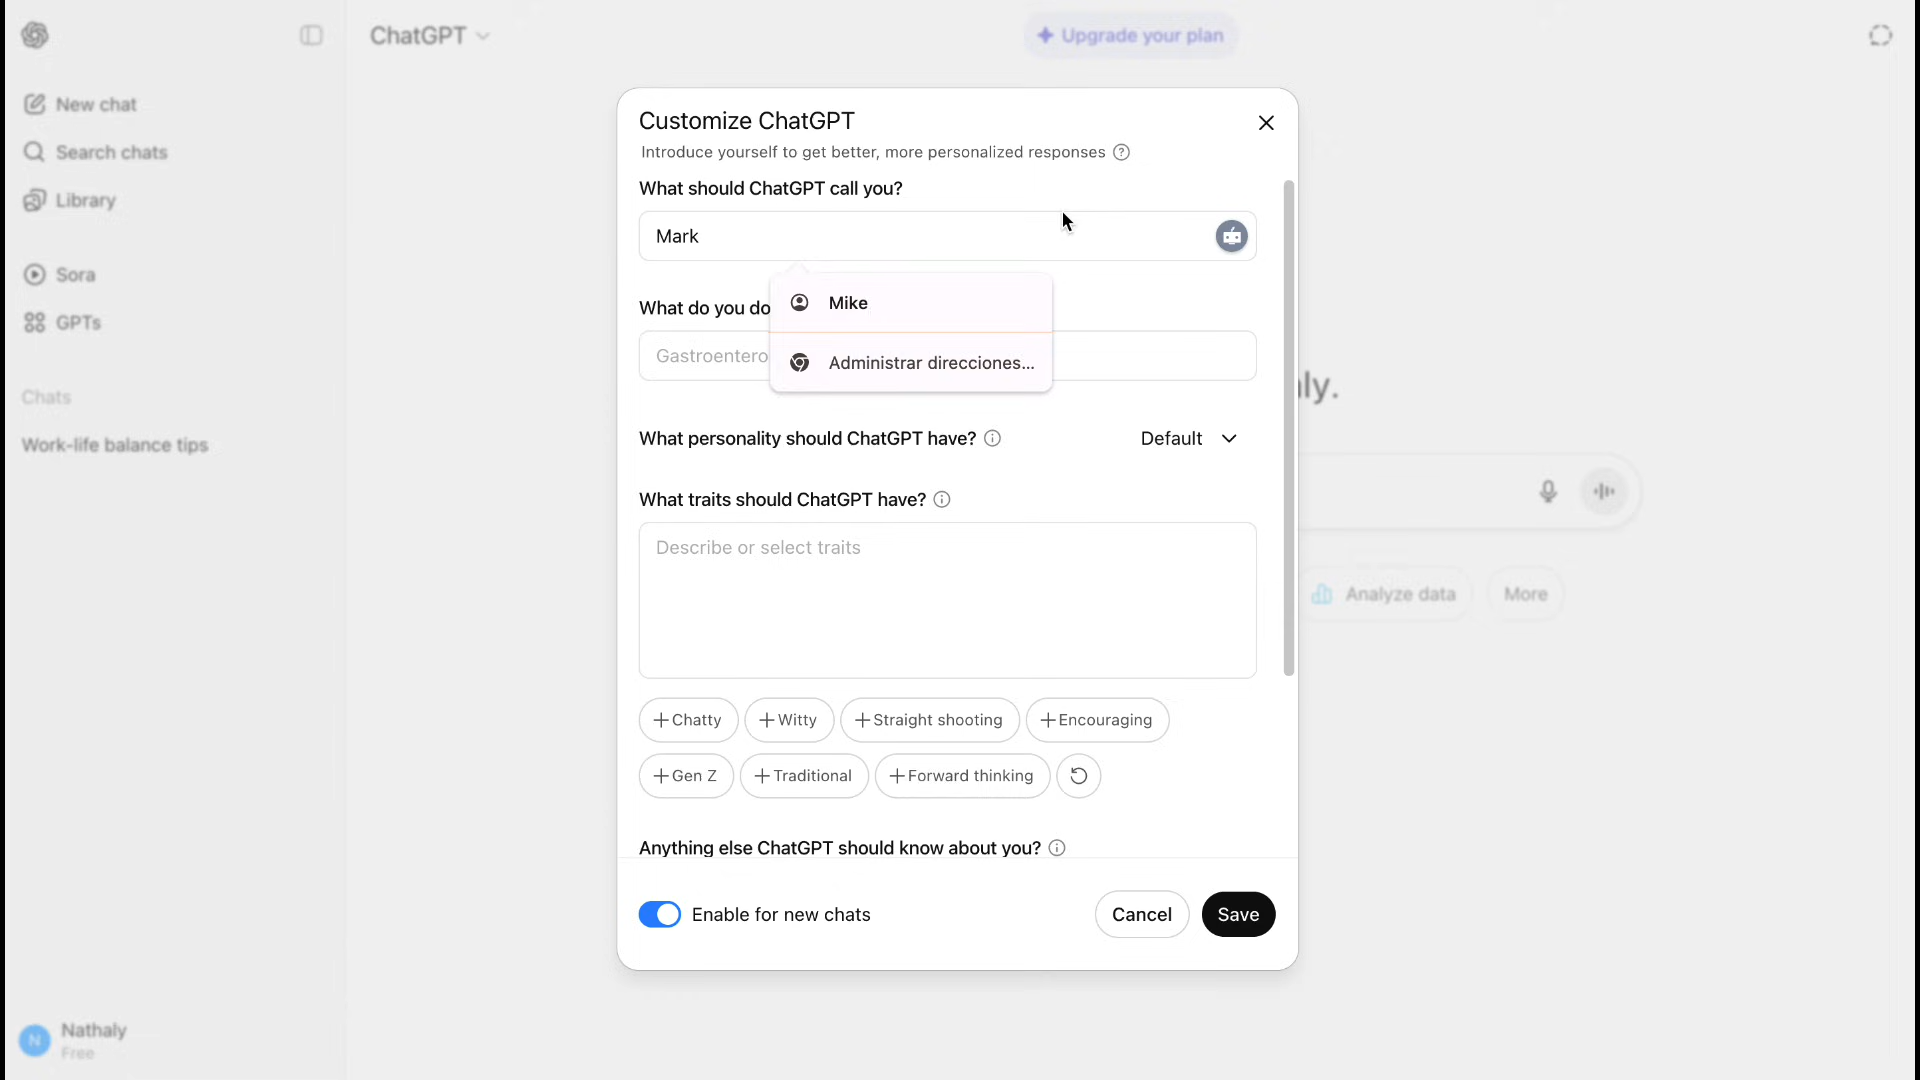 ChatGPT
Upgrade your plan
New chat
Search chats
Library
Sora
GPTs
Chats
Work-life balance tips
Nathaly
Free
N
Customize ChatGPT
Introduce yourself to get better, more personalized responses ?
What should ChatGPT call you?
Mark
Mike
Administrar direcciones...
What do you do
Gastroentero
What personality should ChatGPT have?
Default
What traits should ChatGPT have?
Describe or select traits
+Chatty
+Witty
+Straight shooting
+Encouraging
+Gen Z
+Traditional
+Forward thinking
Anything else ChatGPT should know about you?
Enable for new chats
Cancel
Save
ly.
Analyze data
More